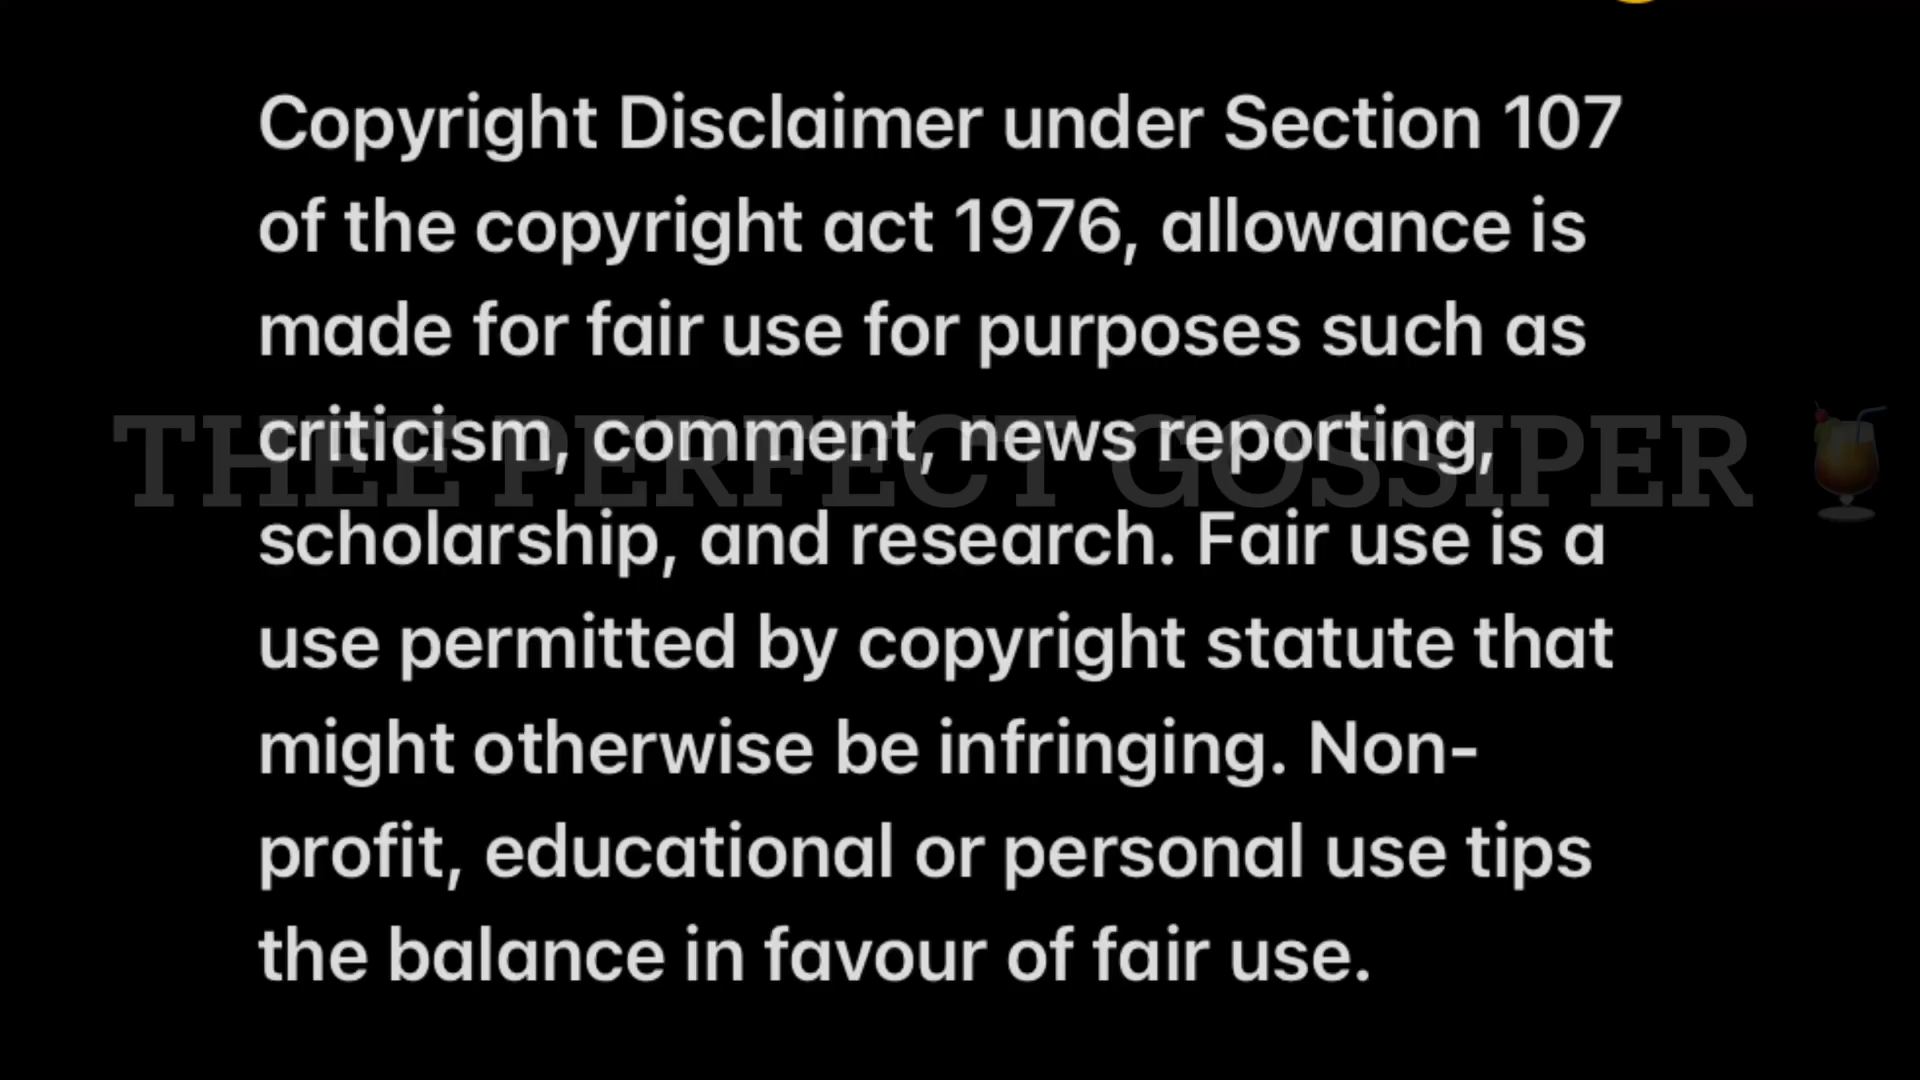 Copyright Disclaimer under Section 107
of the copyright act 1976, allowance is
made for fair use for purposes such as
criticism, comment, news reporting,
THEE PERFECT GOSSIPER
scholarship, and research. Fair use is a
use permitted by copyright statute that
might otherwise be infringing. Non-
profit, educational or personal use tips
the balance in favour of fair use.